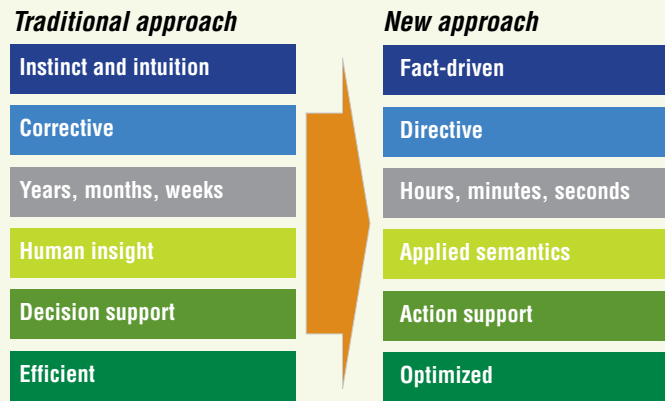 Traditional approach
Instinct and intuition
Corrective
Years, months, weeks
Human insight
Decision support
Efficient
New approach
Fact-driven
Directive
Hours, minutes, seconds
Applied semantics
Action support
Optimized